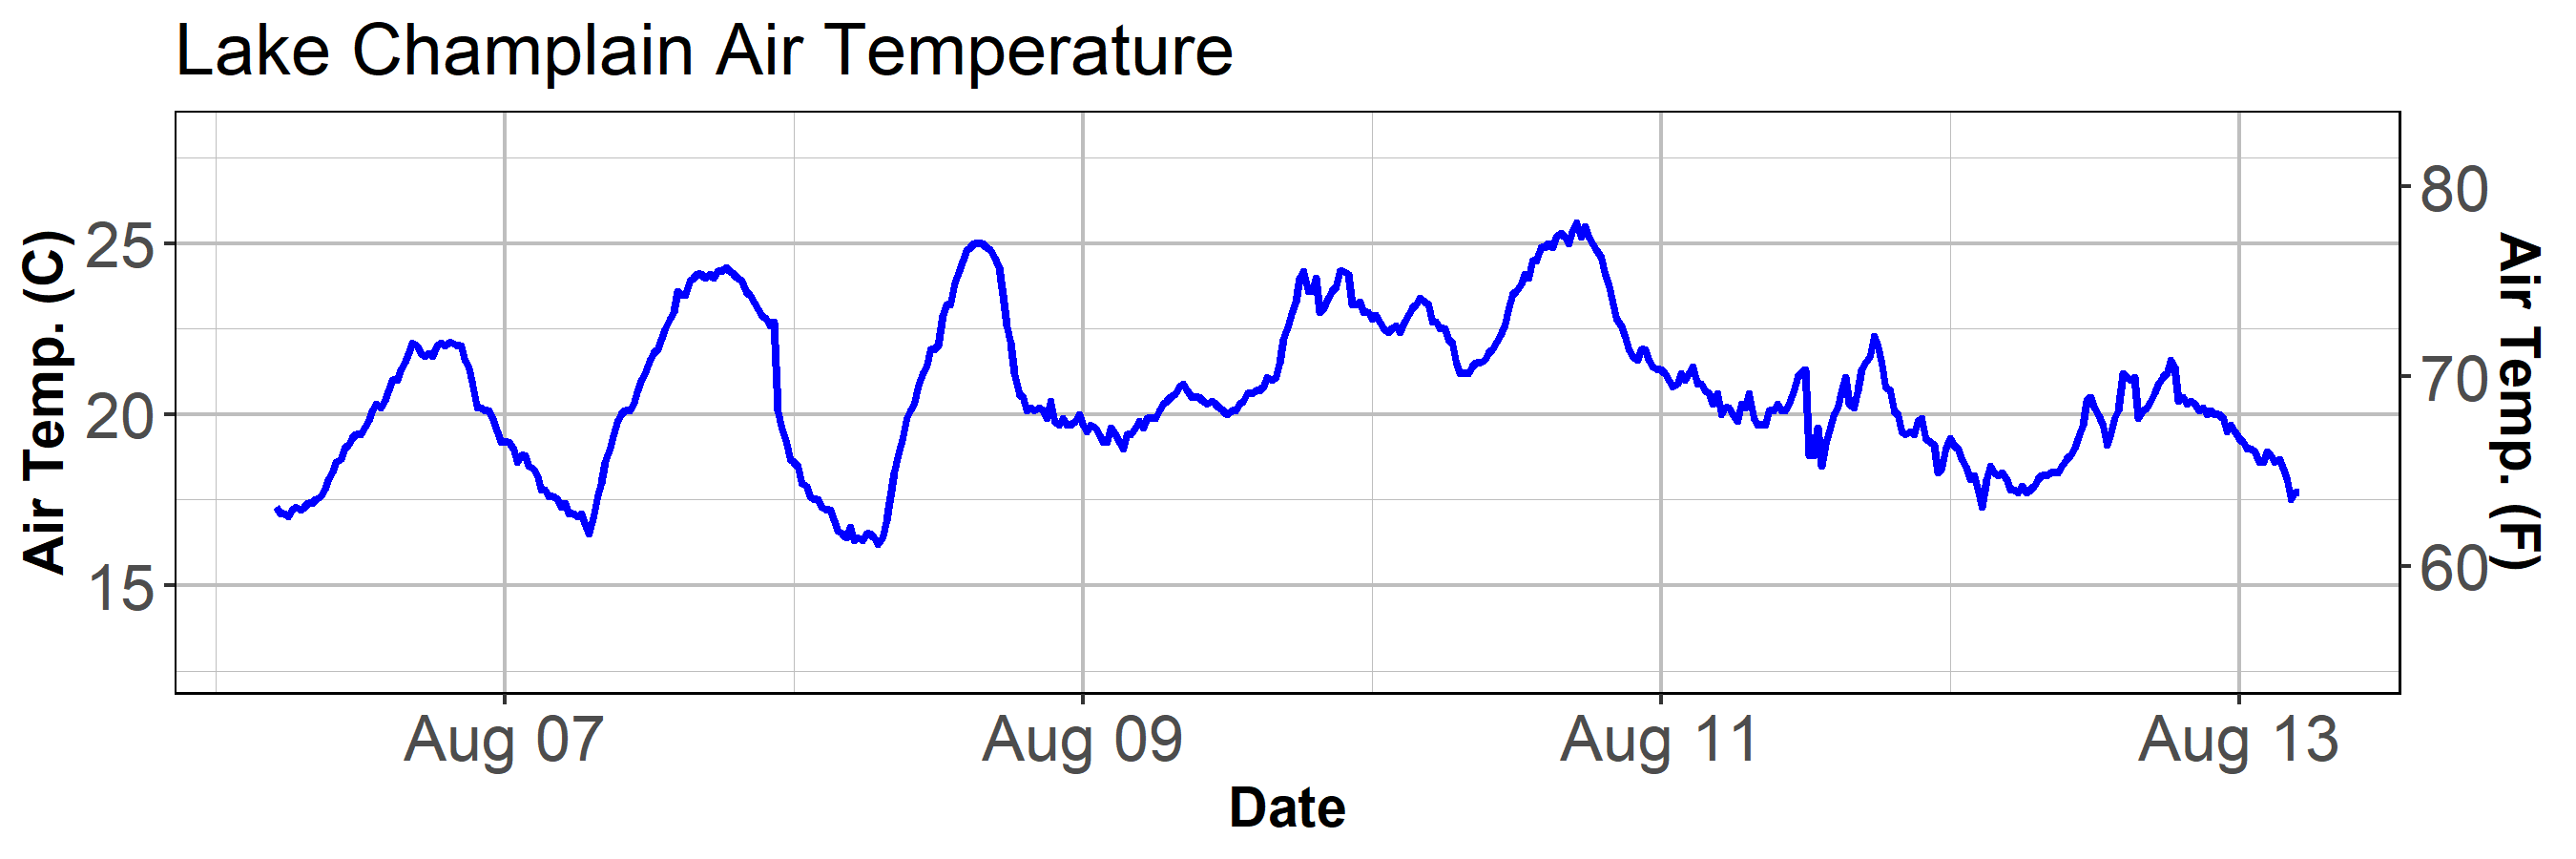 Lake Champlain Air Temperature
Air Temp. (C)
25
20
15
80
70
60
Air Temp. (F)
Aug 07
Aug 09
Aug 11
Aug 13
Date